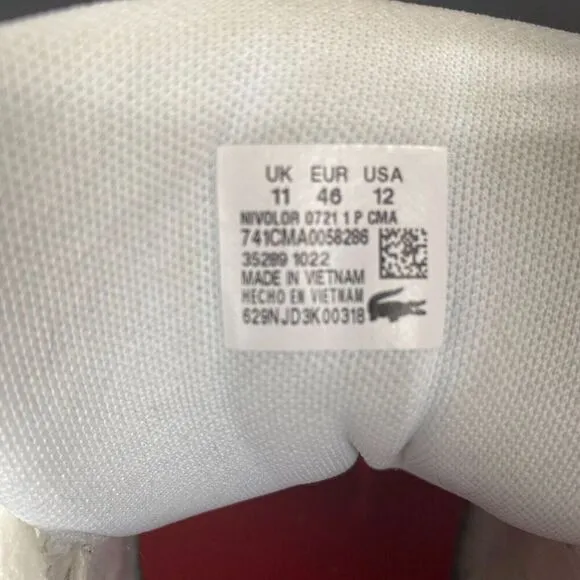 UK EUR USA
11 46 12
NIVOLOR 0721 1 P CMA
741CMA0058286
35289 1022
MADE IN VIETNAM
HECHO EN VIETNAM
629NJD3K00318